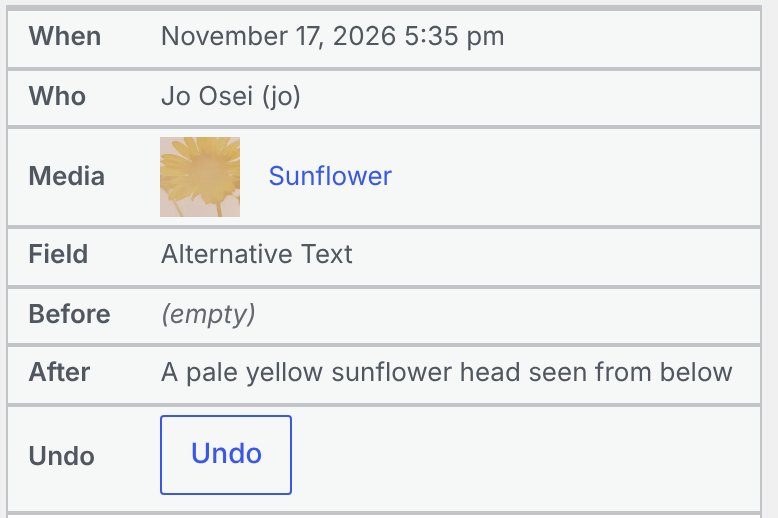 When November 17, 2026 5:35 pm
Who Jo Osei (jo)
Media Sunflower
Field Alternative Text
Before (empty)
After A pale yellow sunflower head seen from below
Undo Undo